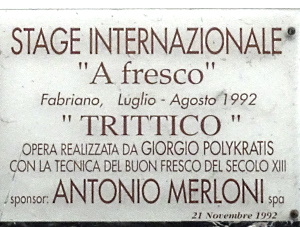 STAGE INTERNAZIONALE
"A fresco"
Fabriano, Luglio - Agosto 1992
" TRITTICO "
OPERA REALIZZATA DA GIORGIO POLYKRATIS
CON LA TECNICA DEL BUON FRESCO DEL SECOLO XIII
sponsor: ANTONIO MERLONI spa
21 Novembre 1992